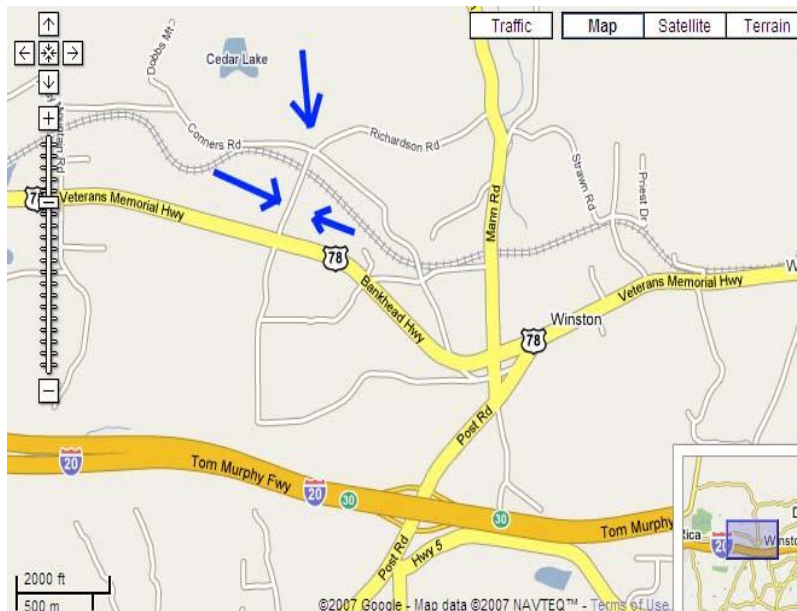 Traffic
Map
Satellite
Terrain
Dobbs Mt
Cedar Lake
Conners Rd
Richardson Rd
Mountain Rd
Strawn Rd
Priest Dr
Mann Rd
78
Veterans Memorial Hwy
78
Bankhead Hwy
W
Veterans Memorial Hwy
Winston
78
Post Rd
20
Tom Murphy Fwy
20
30
30
Tom Murphy
Post Rd
Hwy 5
D
Rica
20
Winsto
2000 ft
500 m
©2007 Google - Map data ©2007 NAVTEQ™ - Terms of Use